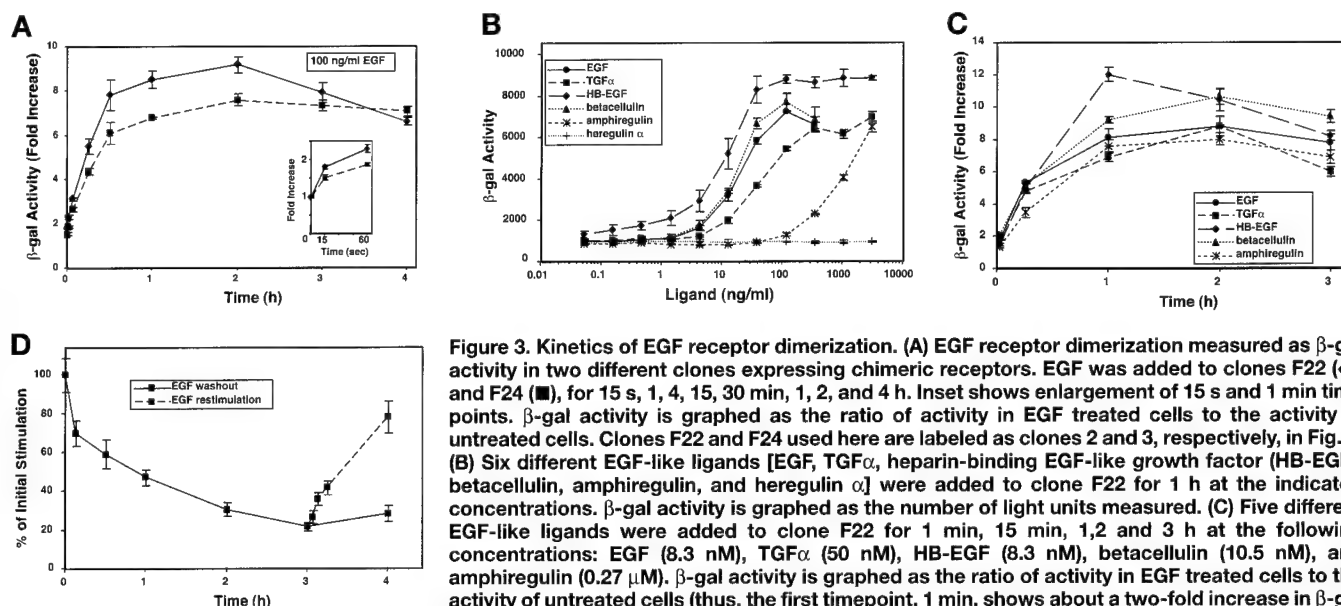 A
B
C
β-gal Activity (Fold Increase)
10
8
6
4
2
0
100 ng/ml EGF
Fold Increase
2
1
0
15
60
Time (sec)
0
1
2
3
4
Time (h)
β-gal Activity
10000
8000
6000
4000
2000
0
EGF
TGFα
HB-EGF
betacellulin
amphiregulin
heregulin α
0.01
0.1
1
10
100
1000
10000
Ligand (ng/ml)
β-gal Activity (Fold Increase)
14
12
10
8
6
4
2
0
EGF
TGFα
HB-EGF
betacellulin
amphiregulin
0
1
2
3
Time (h)
D
% of Initial Stimulation
100
80
60
40
20
0
EGF washout
EGF restimulation
0
1
2
3
4
Time (h)
Figure 3. Kinetics of EGF receptor dimerization. (A) EGF receptor dimerization measured as β-g
activity in two different clones expressing chimeric receptors. EGF was added to clones F22 (
and F24 (■), for 15 s, 1, 4, 15, 30 min, 1, 2, and 4 h. Inset shows enlargement of 15 s and 1 min tim
points. β-gal activity is graphed as the ratio of activity in EGF treated cells to the activity
untreated cells. Clones F22 and F24 used here are labeled as clones 2 and 3, respectively, in Fig.
(B) Six different EGF-like ligands [EGF, TGFα, heparin-binding EGF-like growth factor (HB-EGF
betacellulin, amphiregulin, and heregulin α] were added to clone F22 for 1 h at the indicate
concentrations. β-gal activity is graphed as the number of light units measured. (C) Five differe
EGF-like ligands were added to clone F22 for 1 min, 15 min, 1,2 and 3 h at the followin
concentrations: EGF (8.3 nM), TGFα (50 nM), HB-EGF (8.3 nM), betacellulin (10.5 nM), an
amphiregulin (0.27 μM). β-gal activity is graphed as the ratio of activity in EGF treated cells to th
activity of untreated cells (thus, the first timepoint, 1 min, shows about a two-fold increase in β-